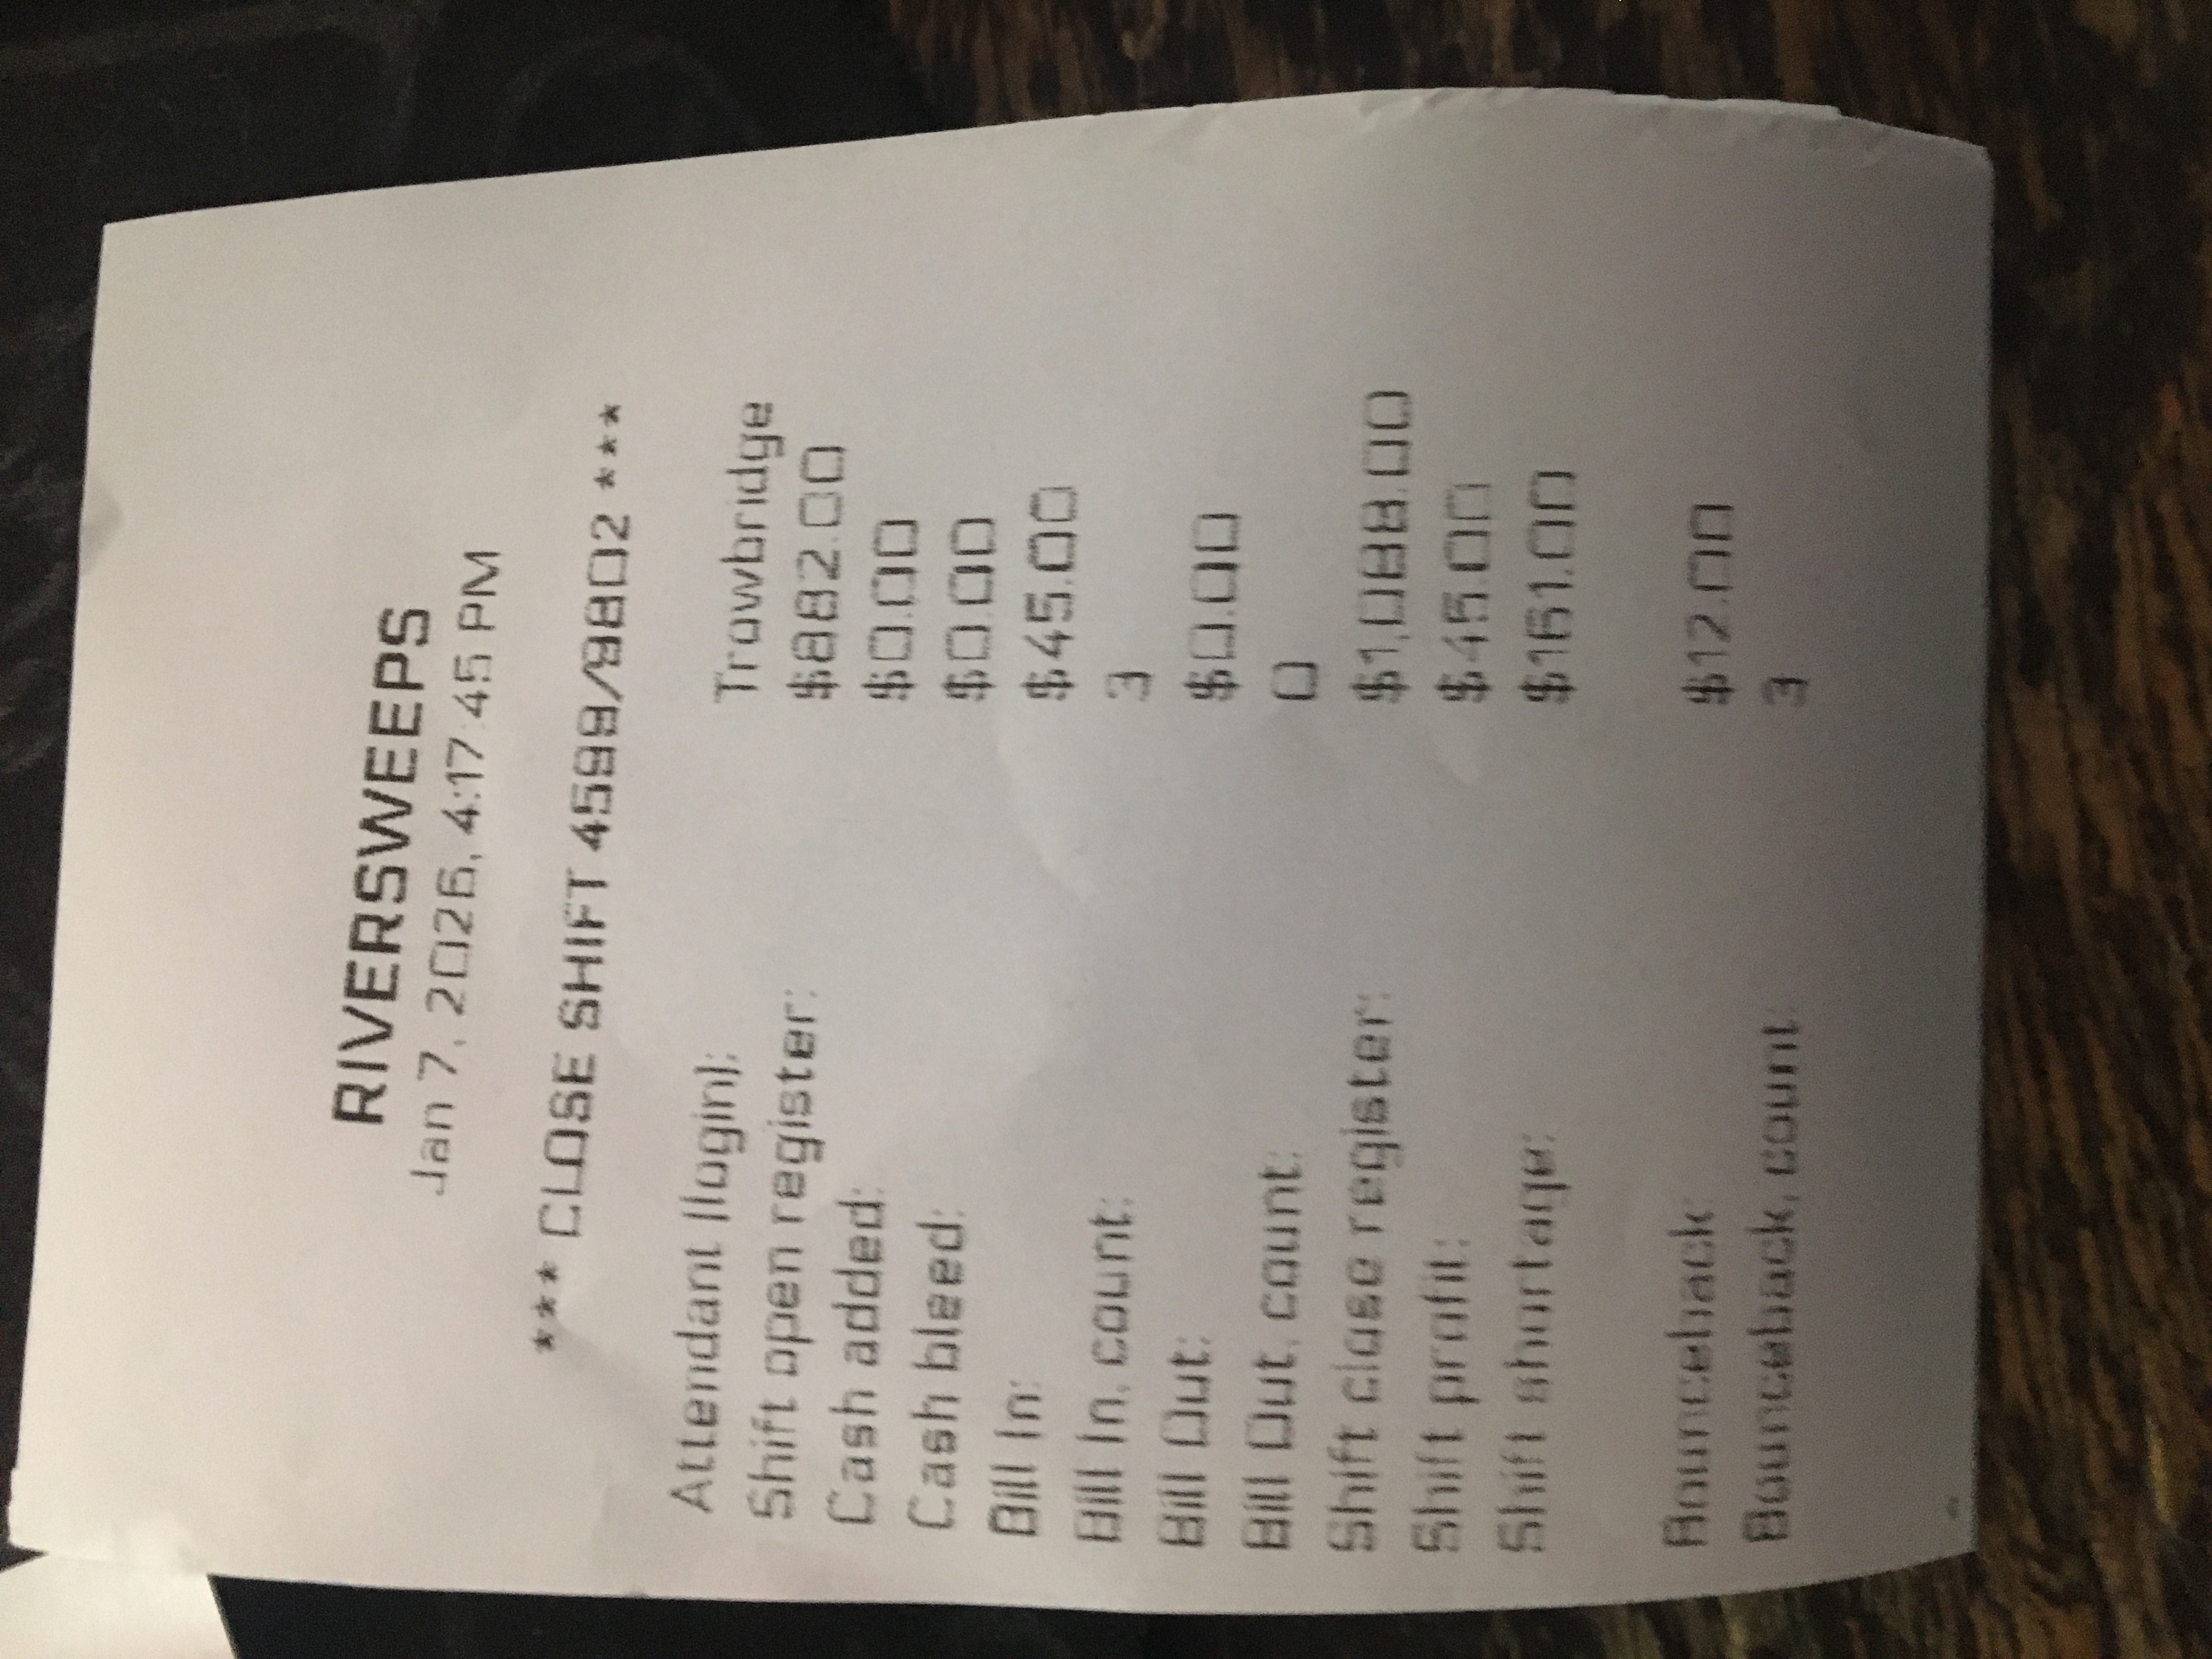 RIVERSWEEPS
Jan 7, 2026, 4:17:45 PM
*** CLOSE SHIFT 4599/9802 ***
Attendant (login): Trowbridge
Shift open register: $882.00
Cash added: $0.00
Cash bleed: $0.00
Bill In: $45.00
Bill In, count: 3
Bill Out: $0.00
Bill Out, count: 0
Shift close register: $1,088.00
Shift profit: $45.00
Shift shortage: $161.00
Bounceback $12.00
Bounceback, count 3